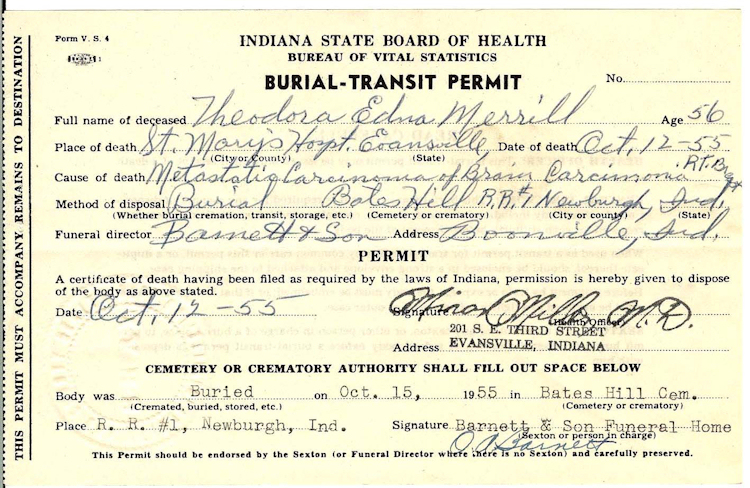 Form V. S. 4
INDIANA STATE BOARD OF HEALTH
BUREAU OF VITAL STATISTICS
BURIAL-TRANSIT PERMIT
No.
Full name of deceased Theodora Edna Merrill Age 56
Place of death St. Mary's Hospt. Evansville, Date of death Oct, 12-55
(City or County) (State)
Cause of death Metastatic Carcinoma of Brain Carcinoma RT. Breast
Method of disposal Burial Bates Hill R.R.#1 Newburgh, Ind.
(Whether burial cremation, transit, storage, etc.) (Cemetery or crematory) (City or county) (State)
Funeral director Barnett & Son Address Boonville, Ind.
PERMIT
A certificate of death having been filed as required by the laws of Indiana, permission is hereby given to dispose
of the body as above stated.
Date Oct, 12-55 Signature Miller M.D.
(Health Officer)
201 S. E. THIRD STREET
Address EVANSVILLE, INDIANA
CEMETERY OR CREMATORY AUTHORITY SHALL FILL OUT SPACE BELOW
Body was Buried on Oct. 15, 1955 in Bates Hill Cem.
(Cremated, buried, stored, etc.) (Cemetery or crematory)
Place R. R. #1, Newburgh, Ind. Signature Barnett & Son Funeral Home
(Sexton or person in charge)
Barnett
This Permit should be endorsed by the Sexton (or Funeral Director where there is no Sexton) and carefully preserved.
THIS PERMIT MUST ACCOMPANY REMAINS TO DESTINATION